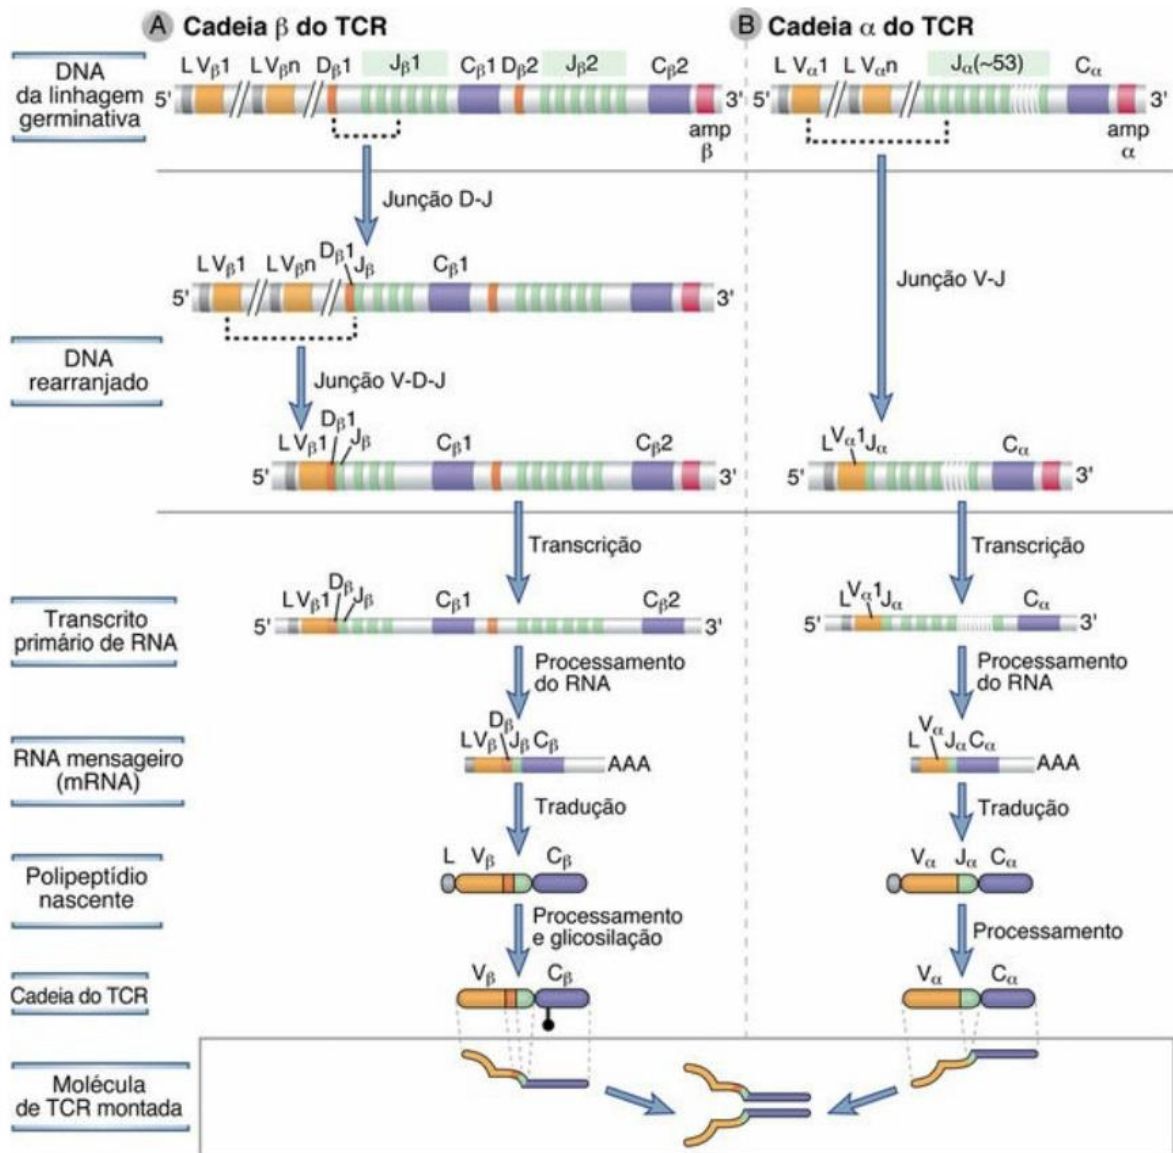 A Cadeia β do TCR
B Cadeia α do TCR
DNA
da linhagem
germinativa
L Vβ1 L Vβn Dβ1 Jβ1 Cβ1 Dβ2 Jβ2 Cβ2
5' 3'
amp
β
L Vα1 L Vαn Jα(~53) Cα
5' 3'
amp
α
Junção D-J
Junção V-J
L Vβ1 L Vβn Dβ1 Jβ Cβ1
5' 3'
DNA
rearranjado
Junção V-D-J
L Vβ1 Dβ1 Jβ Cβ1 Cβ2
5' 3'
L Vα1 Jα Cα
5' 3'
Transcrição
Transcrição
Transcrito
primário de RNA
L Vβ1 Dβ Jβ Cβ1 Cβ2
5' 3'
L Vα1 Jα Cα
5' 3'
Processamento
do RNA
Processamento
do RNA
RNA mensageiro
(mRNA)
L Vβ Dβ Jβ Cβ
AAA
L Vα Jα Cα
AAA
Tradução
Tradução
Polipeptídio
nascente
L Vβ Cβ
Vα Jα Cα
Processamento
e glicosilação
Processamento
Cadeia do TCR
Vβ Cβ
Vα Cα
Molécula
de TCR montada